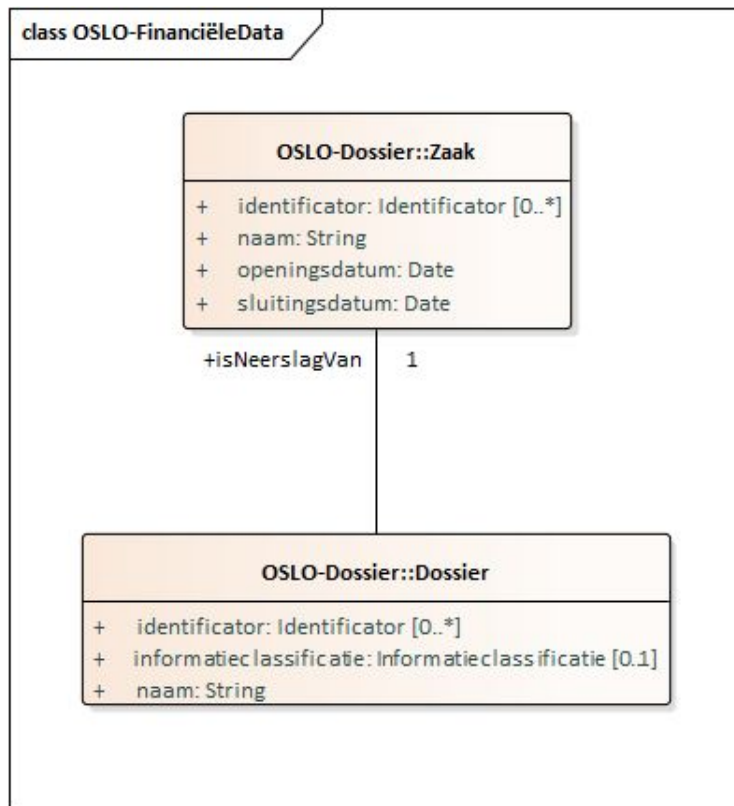 class OSLO-FinanciëleData
OSLO-Dossier::Zaak
+ identificator: Identificator [0..*]
+ naam: String
+ openingsdatum: Date
+ sluitingsdatum: Date
+isNeerslagVan 1
OSLO-Dossier::Dossier
+ identificator: Identificator [0..*]
+ informatieclassificatie: Informatieclassificatie [0.1]
+ naam: String